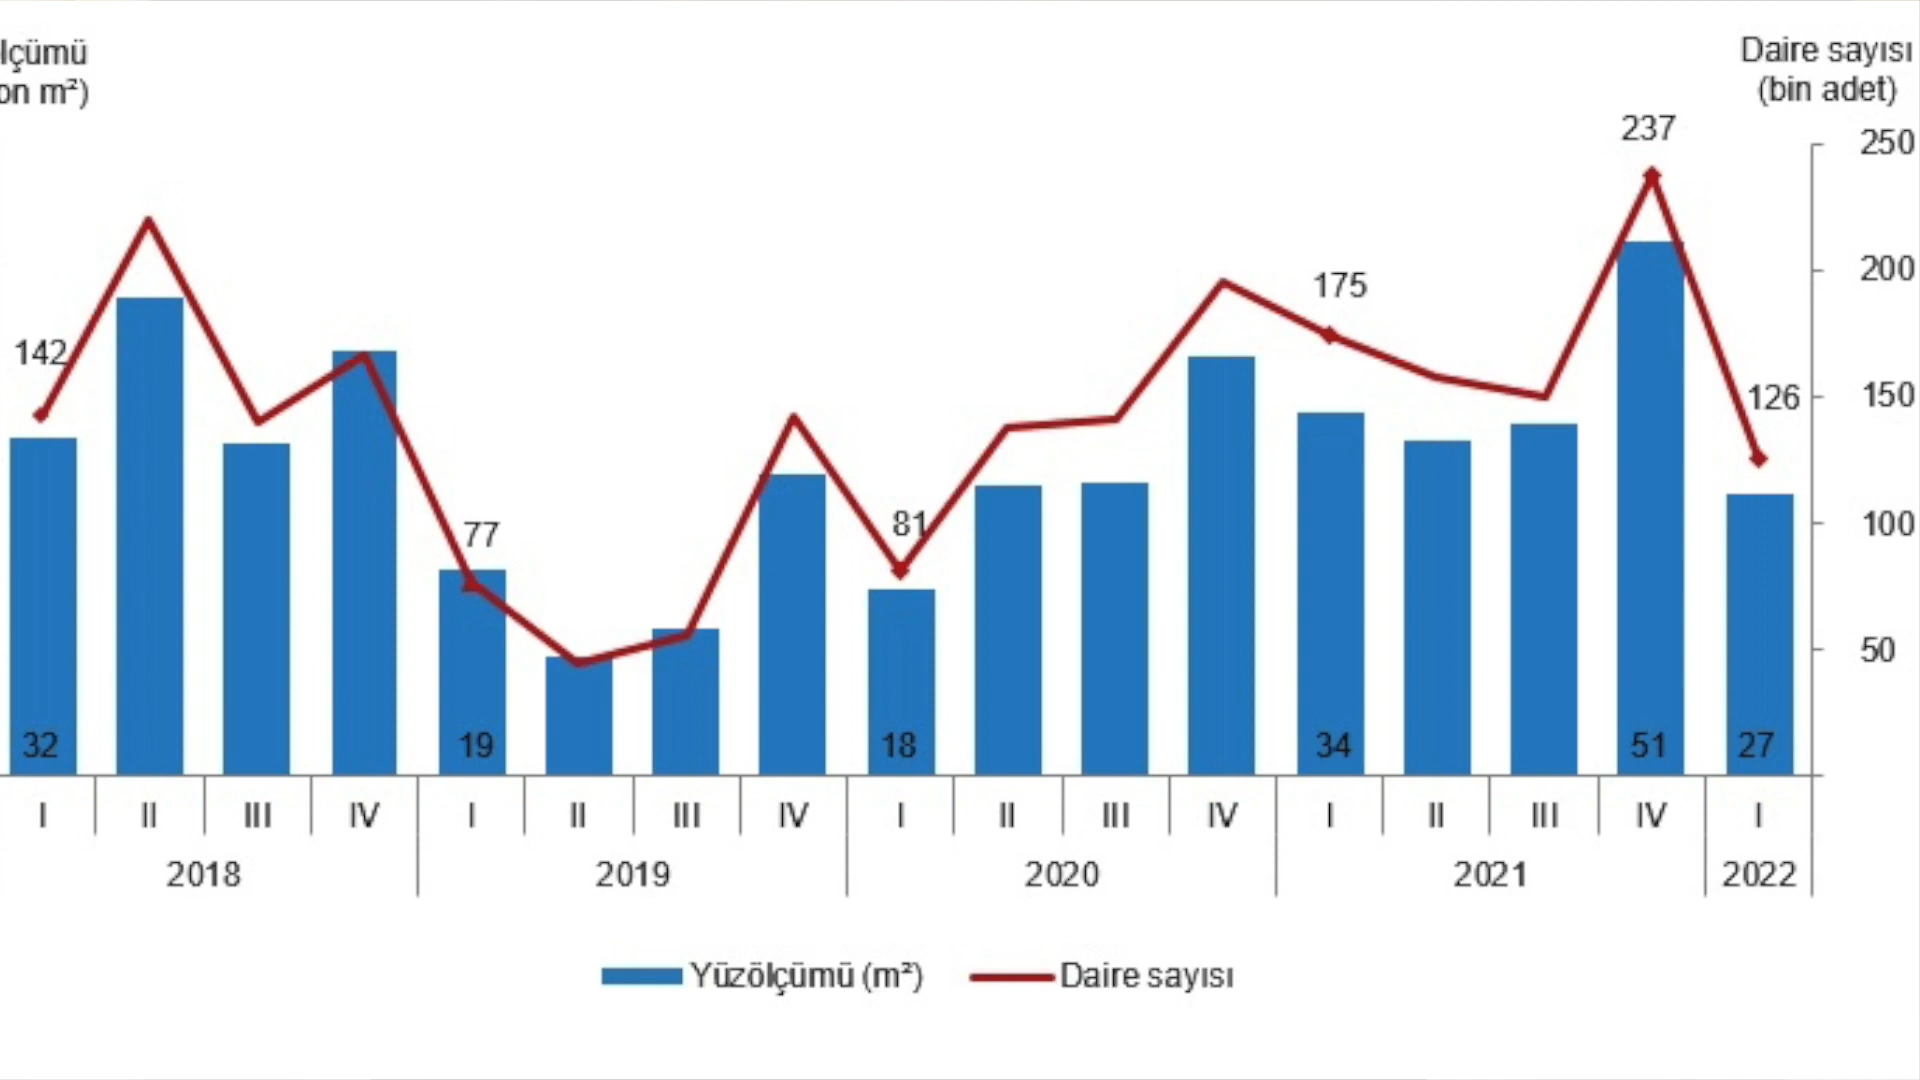 lçümü
on m²)
Daire sayısı
(bin adet)
237
250
200
175
142
150
126
100
81
77
50
32
19
18
34
51
27
I II III IV I II III IV I II III IV I II III IV I
2018 2019 2020 2021 2022
Yüzölçümü (m²) Daire sayısı